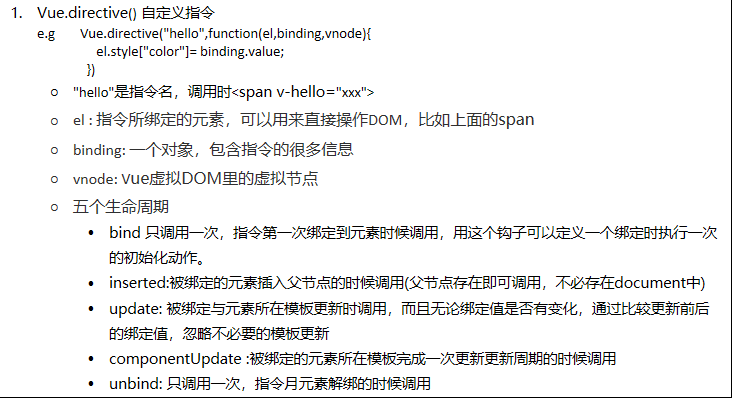 1. Vue.directive() 自定义指令
e.g Vue.directive("hello",function(el,binding,vnode){
el.style["color"]= binding.value;
})
○ "hello"是指令名，调用时<span v-hello="xxx">
○ el : 指令所绑定的元素，可以用来直接操作DOM，比如上面的span
○ binding: 一个对象，包含指令的很多信息
○ vnode: Vue虚拟DOM里的虚拟节点
○ 五个生命周期
• bind 只调用一次，指令第一次绑定到元素时候调用，用这个钩子可以定义一个绑定时执行一次
的初始化动作。
• inserted:被绑定的元素插入父节点的时候调用(父节点存在即可调用，不必存在document中)
• update: 被绑定与元素所在模板更新时调用，而且无论绑定值是否有变化，通过比较更新前后
的绑定值，忽略不必要的模板更新
• componentUpdate :被绑定的元素所在模板完成一次更新更新周期的时候调用
• unbind: 只调用一次，指令月元素解绑的时候调用